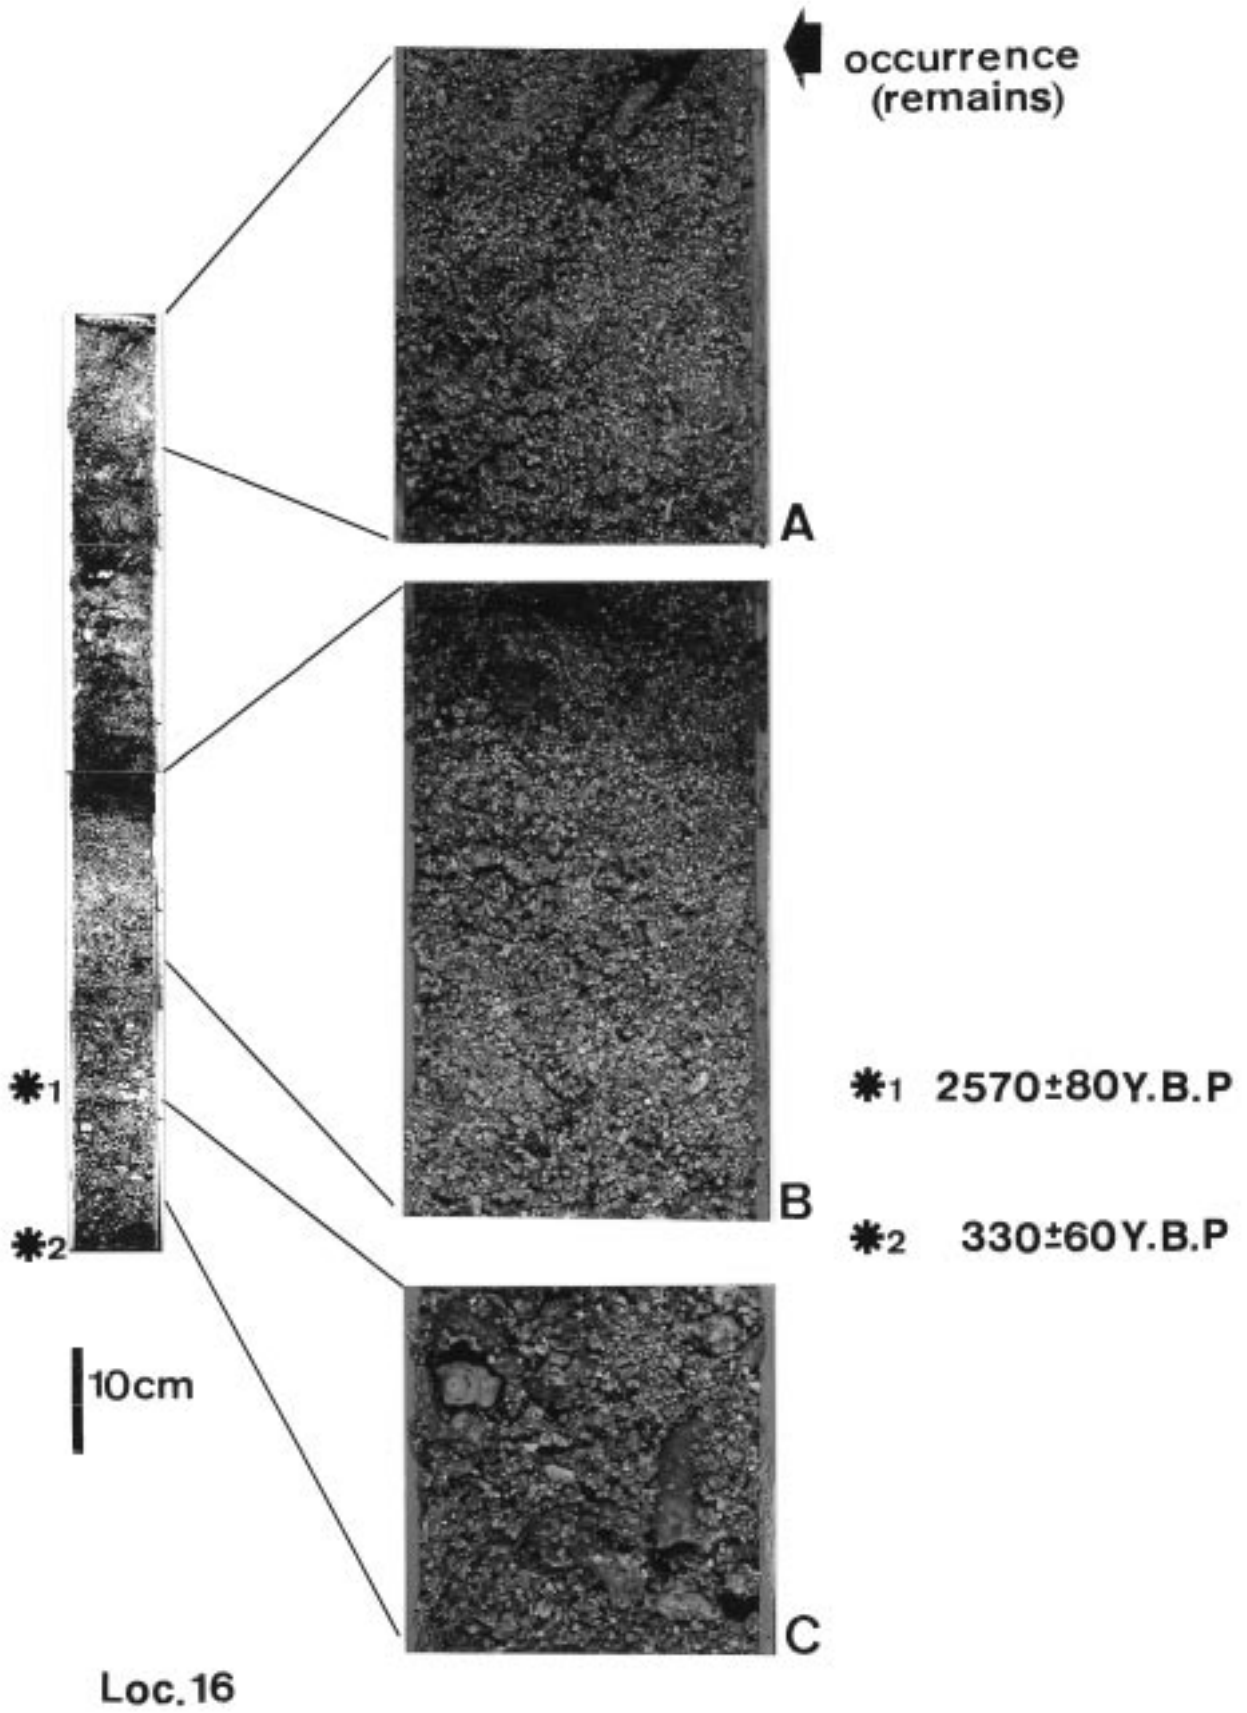 occurrence
(remains)
A
B
*1
*1 2570±80Y.B.P
*2
*2 330±60Y.B.P
10cm
C
Loc.16